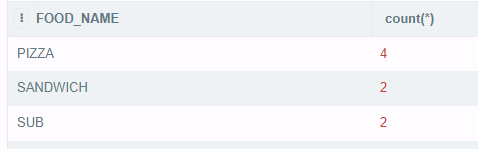 FOOD_NAME count(*)
PIZZA 4
SANDWICH 2
SUB 2